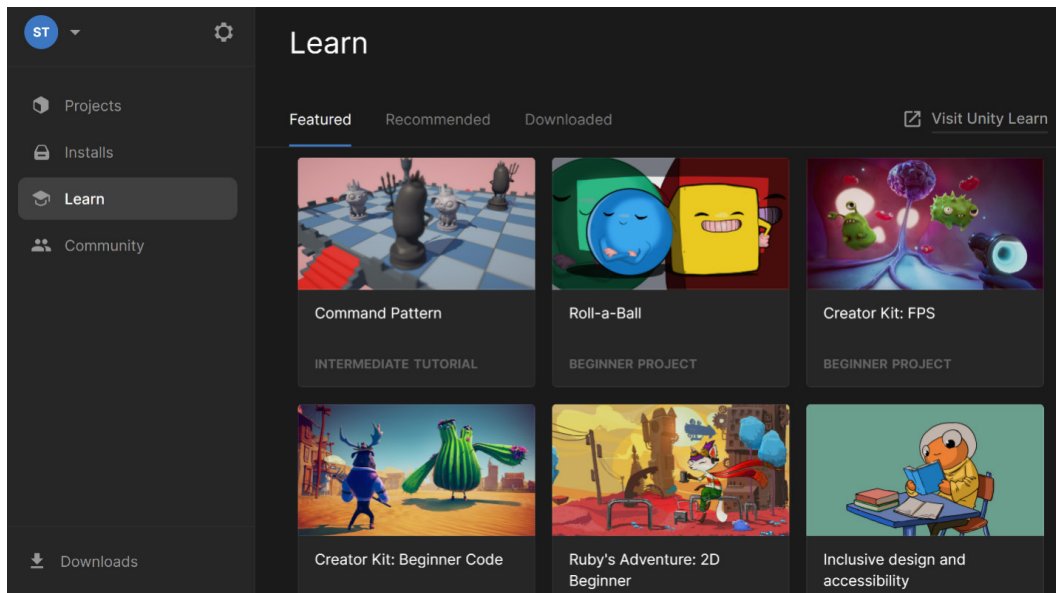 ST
Projects
Installs
Learn
Community
Downloads
Learn
Featured
Recommended
Downloaded
Visit Unity Learn
Command Pattern
INTERMEDIATE TUTORIAL
Roll-a-Ball
BEGINNER PROJECT
Creator Kit: FPS
BEGINNER PROJECT
Creator Kit: Beginner Code
Ruby's Adventure: 2D
Beginner
Inclusive design and
accessibility